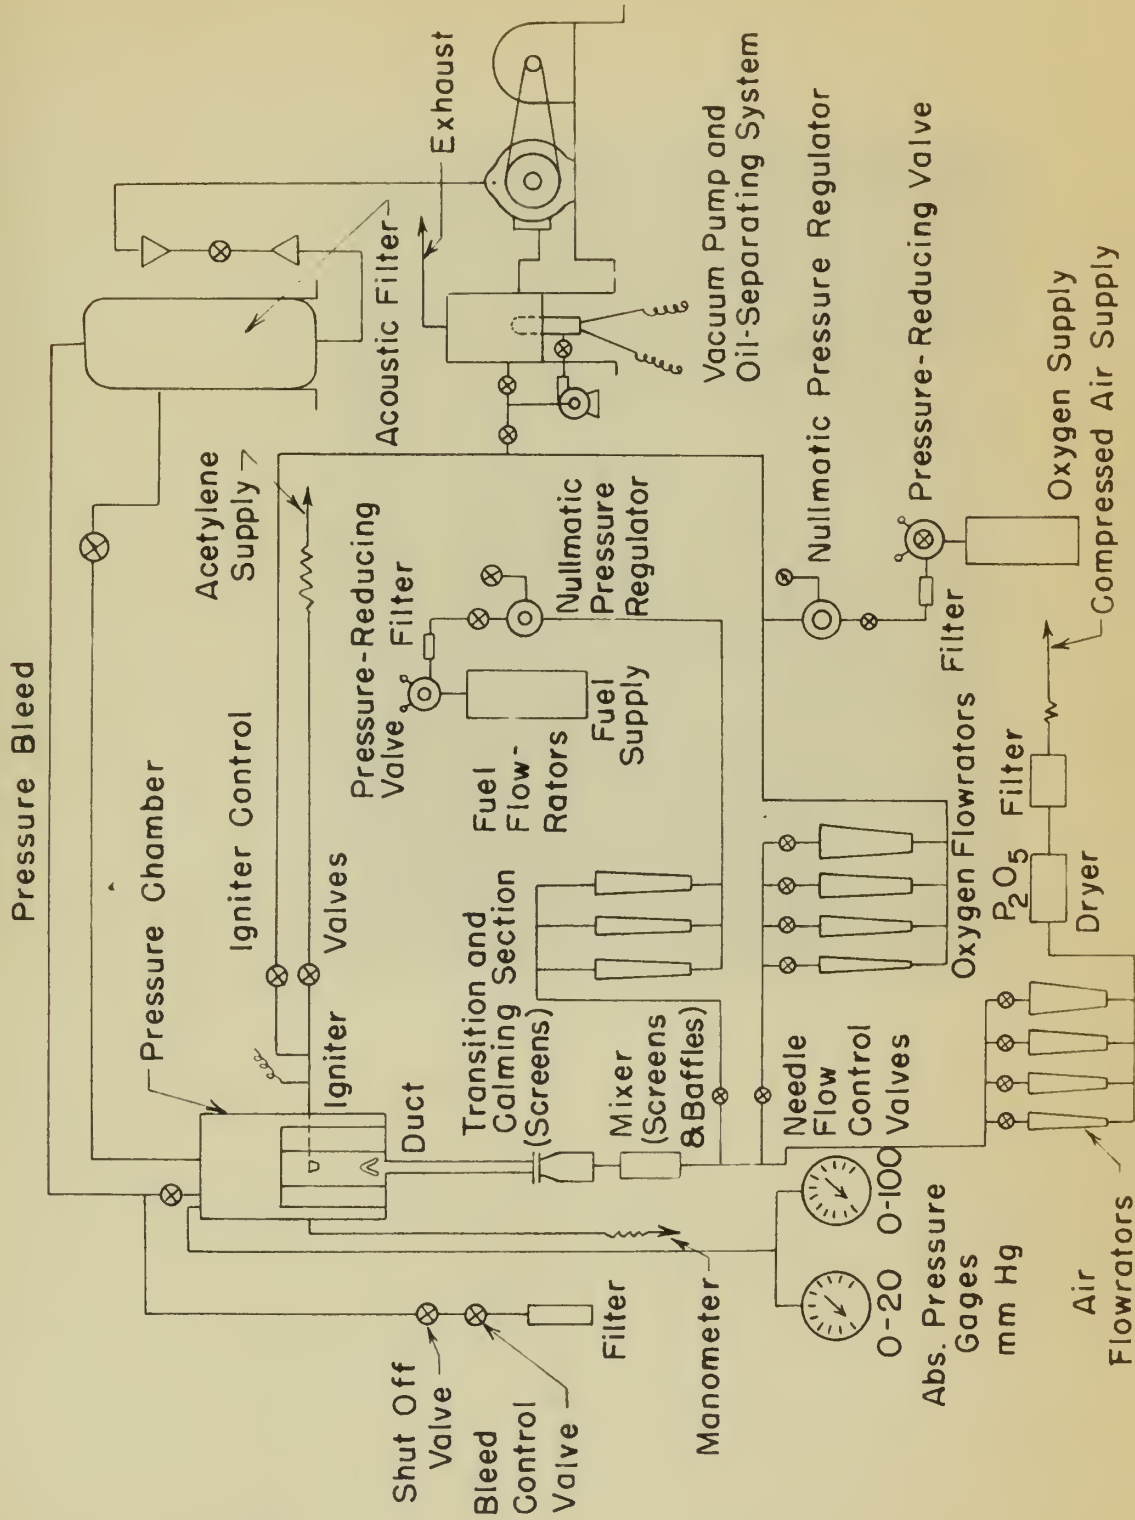 Pressure Bleed
Pressure Chamber
Igniter Control
Valves
Igniter
Acetylene
Supply
Acoustic Filter
Exhaust
Vacuum Pump and
Oil-Separating System
Shut Off
Valve
Bleed
Control
Valve
Filter
Manometer
Duct
Transition and
Calming Section
(Screens)
Mixer
(Screens
& Baffles)
Pressure-Reducing
Valve
Filter
Fuel
Flow-
Rators
Fuel
Supply
Nullmatic
Pressure
Regulator
Nullmatic Pressure Regulator
Pressure-Reducing Valve
Filter
Oxygen Supply
Compressed Air Supply
Oxygen Flowrators
Needle
Flow
Control
Valves
P2O5
Dryer
Filter
0-20 0-100
Abs. Pressure
Gages
mm Hg
Air
Flowrators